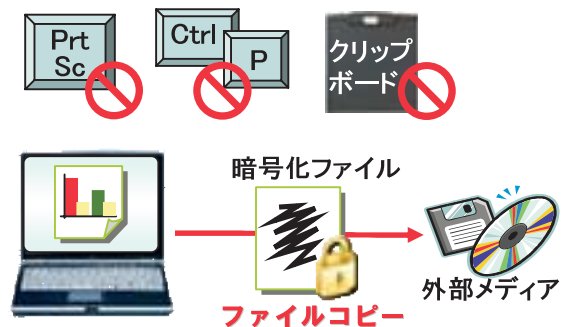 Prt
Sc
Ctrl
P
クリップ
ボード
暗号化ファイル
ファイルコピー
外部メディア